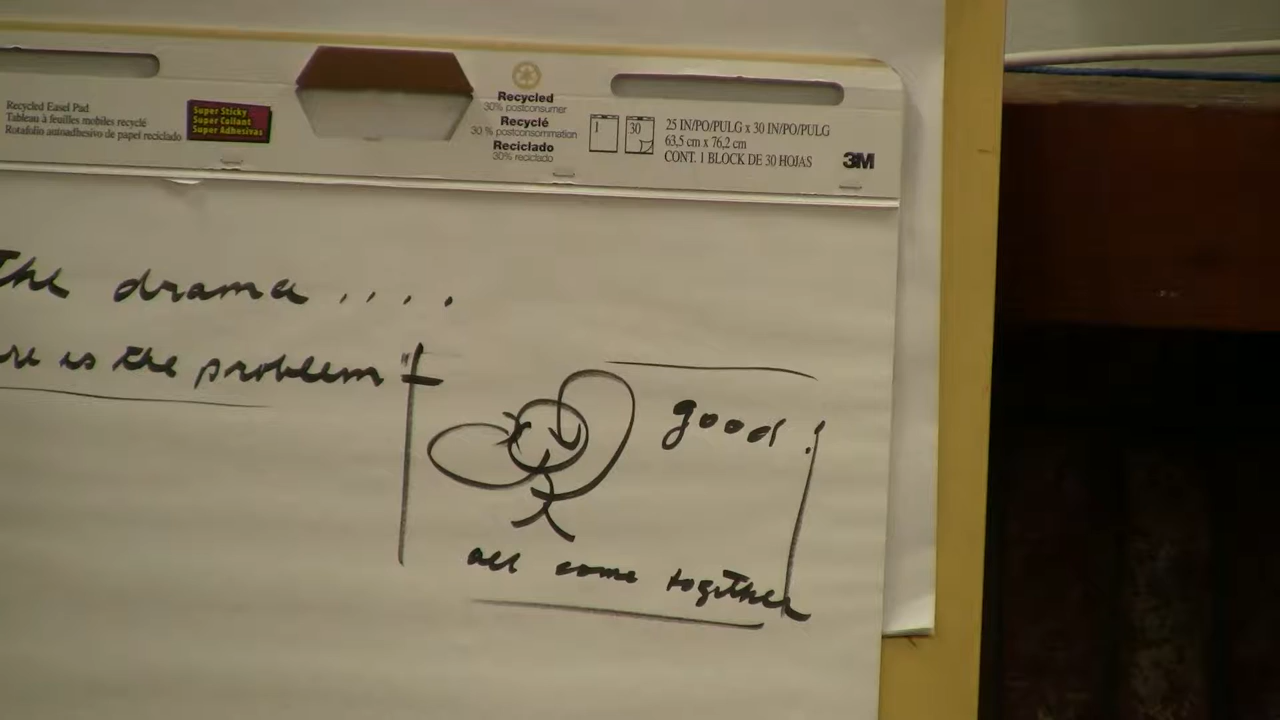 Recycled Easel Pad
Tableau à feuilles mobiles recyclé
Rotafolio autoadhesivo de papel reciclado
Super Sticky
Super Collant
Super Adhesivas
Recycled
30% postconsumer
Recyclé
30 % postconsommation
Reciclado
30% reciclado
1
30
25 IN/PO/PULG x 30 IN/PO/PULG
63,5 cm x 76,2 cm
CONT. 1 BLOCK DE 30 HOJAS
3M
The drama ....
is the problem"
good!
all come together